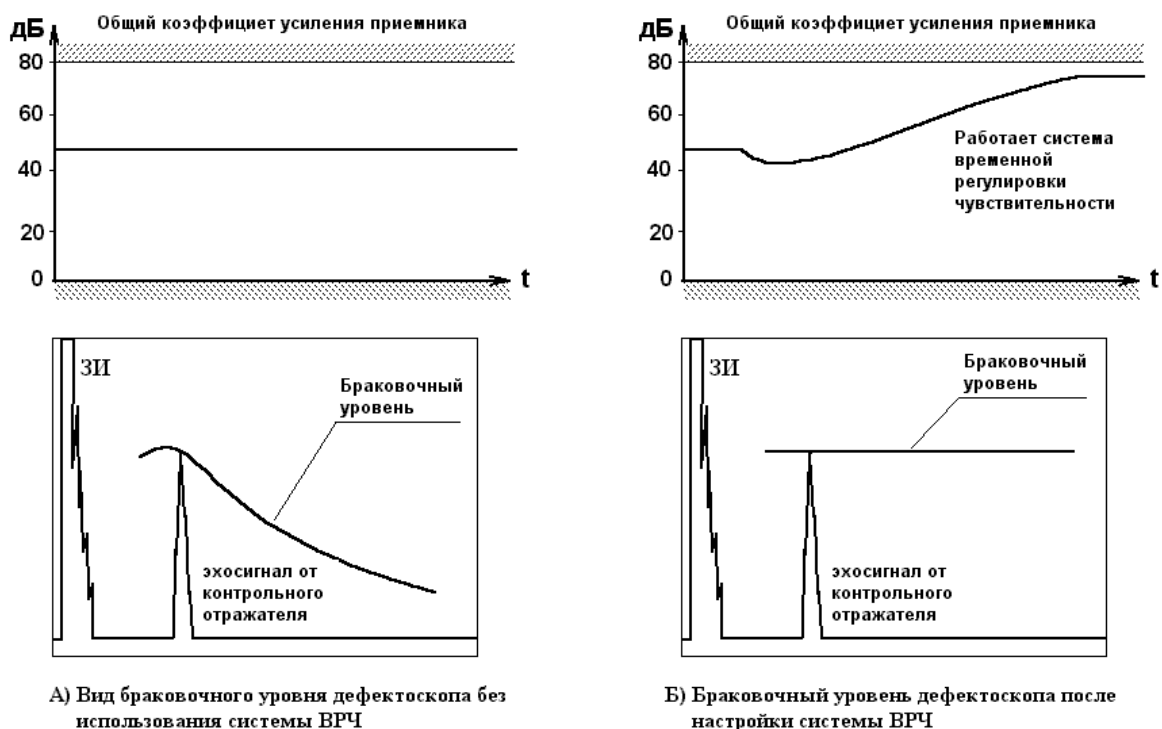 Общий коэффициет усиления приемника
дБ
80
60
40
20
0
t
Общий коэффициет усиления приемника
дБ
80
60
40
20
0
Работает система
временной
регулировки
чувствительности
t
ЗИ
Браковочный
уровень
эхосигнал от
контрольного
отражателя
ЗИ
Браковочный
уровень
эхосигнал от
контрольного
отражателя
А) Вид браковочного уровня дефектоскопа без
использования системы ВРЧ
Б) Браковочный уровень дефектоскопа после
настройки системы ВРЧ